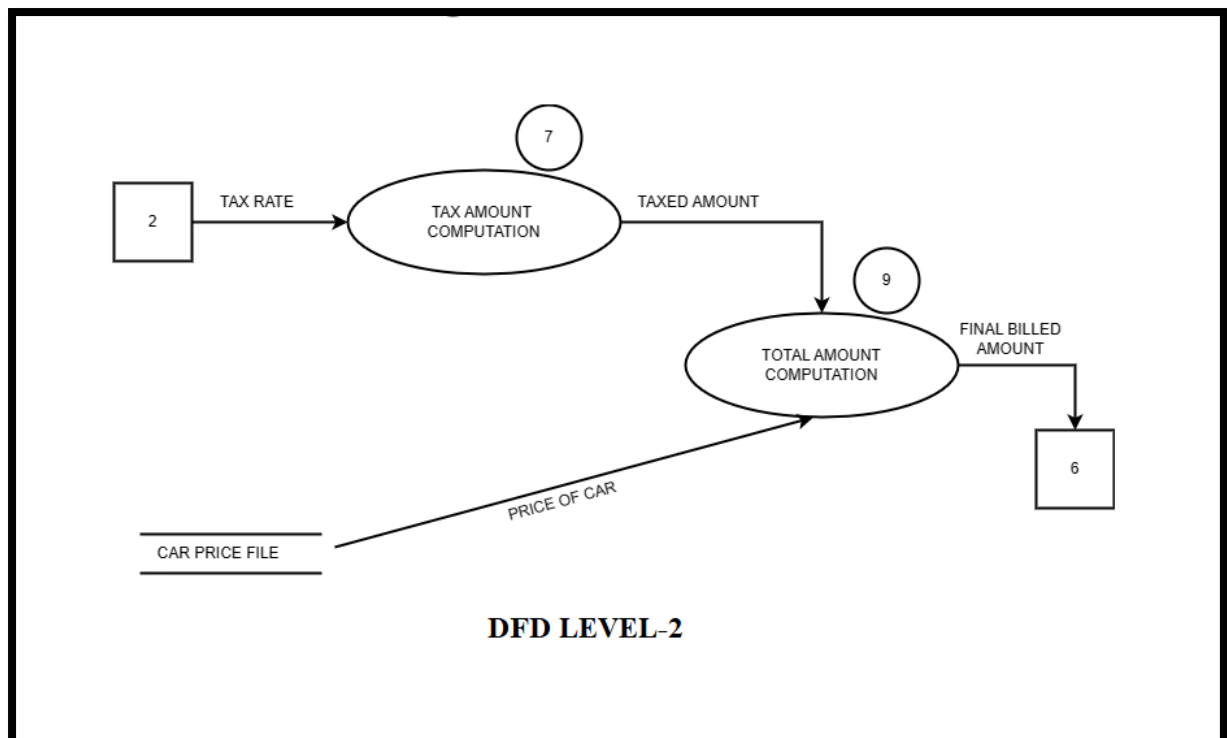 7
2
TAX RATE
TAX AMOUNT
COMPUTATION
TAXED AMOUNT
9
TOTAL AMOUNT
COMPUTATION
FINAL BILLED
AMOUNT
6
PRICE OF CAR
CAR PRICE FILE
DFD LEVEL-2